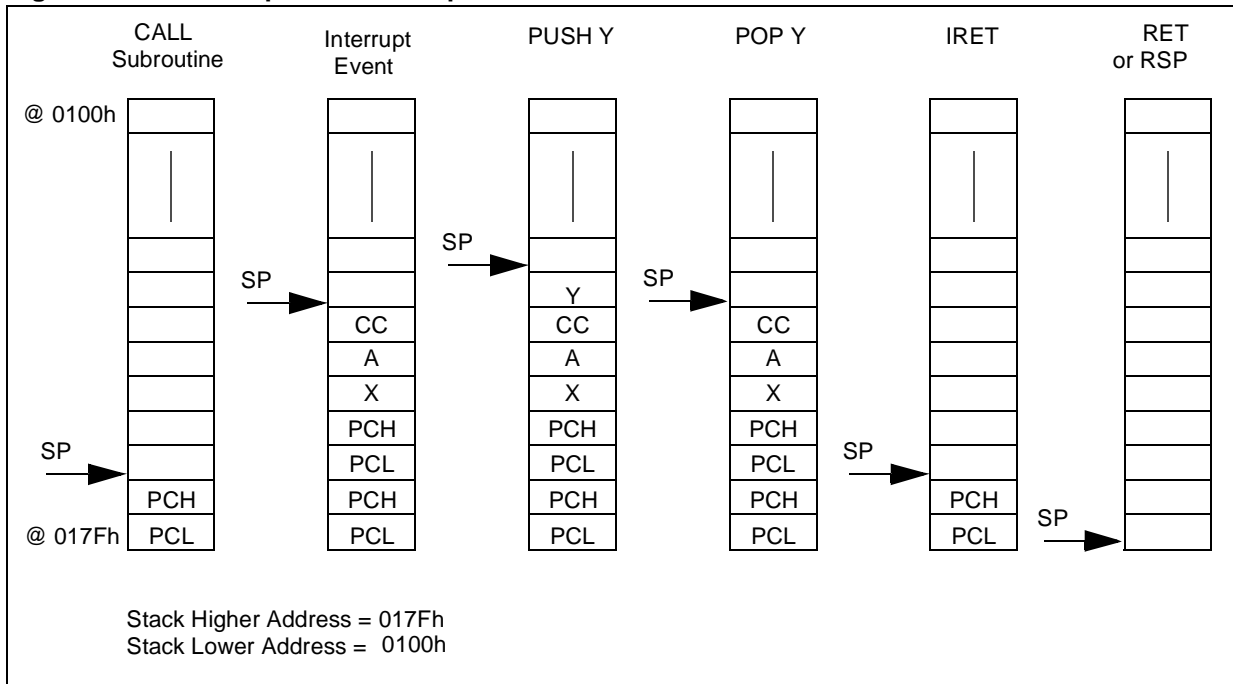 CALL
Subroutine
Interrupt
Event
PUSH Y
POP Y
IRET
RET
or RSP
@ 0100h
SP
SP
SP
Y
CC
CC
CC
A
A
A
X
X
X
PCH
PCH
PCH
SP
SP
PCL
PCL
PCL
PCH
PCH
PCH
PCH
PCH
SP
@ 017Fh
PCL
PCL
PCL
PCL
PCL
Stack Higher Address = 017Fh
Stack Lower Address = 0100h